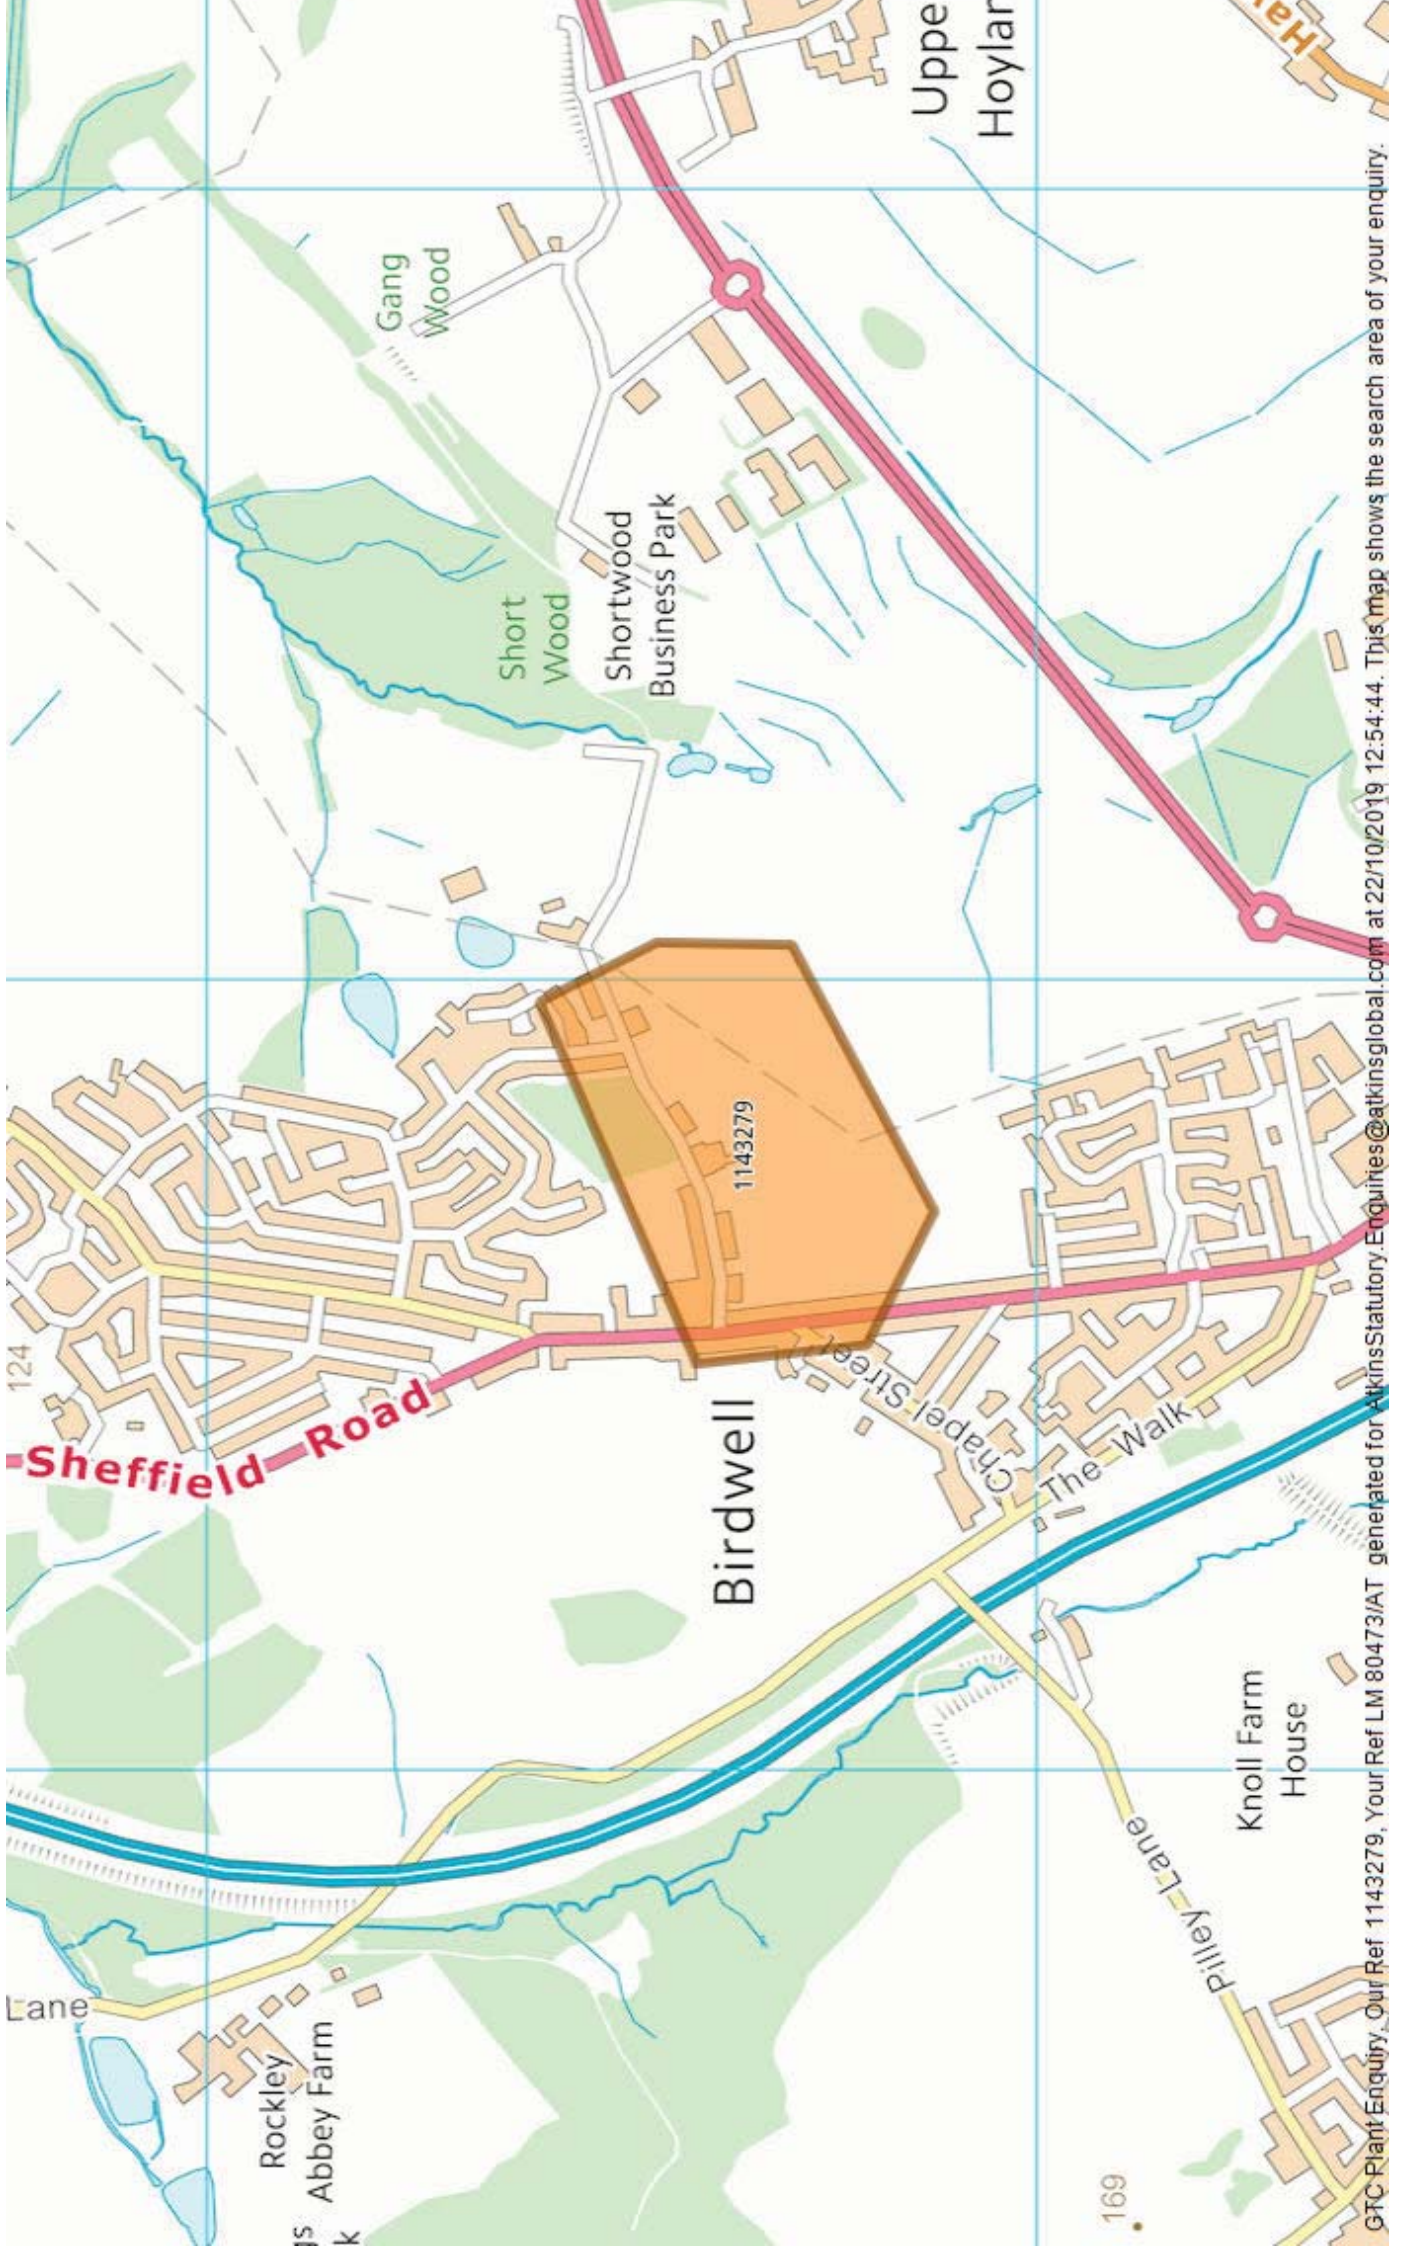 Sheffield Road
124
Lane
Rockley
Abbey Farm
gs
k
Birdwell
Chapel Street
The Walk
Pilley Lane
Knoll Farm
House
169
1143279
Short
Wood
Shortwood
Business Park
Gang
Wood
Uppe
Hoylan
Ha
GTC Plant Enquiry, Our Ref 1143279, Your Ref LM 80473/AT generated for AtkinsStatutory.Enquiries@atkinsglobal.com at 22/10/2019 12:54:44. This map shows the search area of your enquiry.